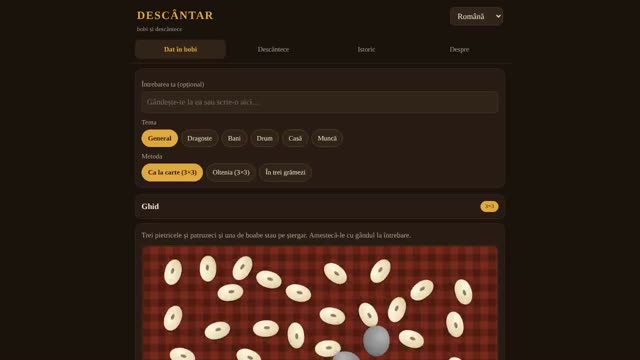 DESCÂNTAR
bobi și descântece
Română
Dat în bobi
Descântece
Istoric
Despre
Întrebarea ta (opțional)
Gândește-te la ea sau scrie-o aici…
Tema
General
Dragoste
Bani
Drum
Casă
Muncă
Metoda
Ca la carte (3×3)
Oltenia (3×3)
În trei grămezi
Ghid
3×3
Trei pietricele și patruzeci și una de boabe stau pe ștergar. Amestecă-le cu gândul la întrebare.